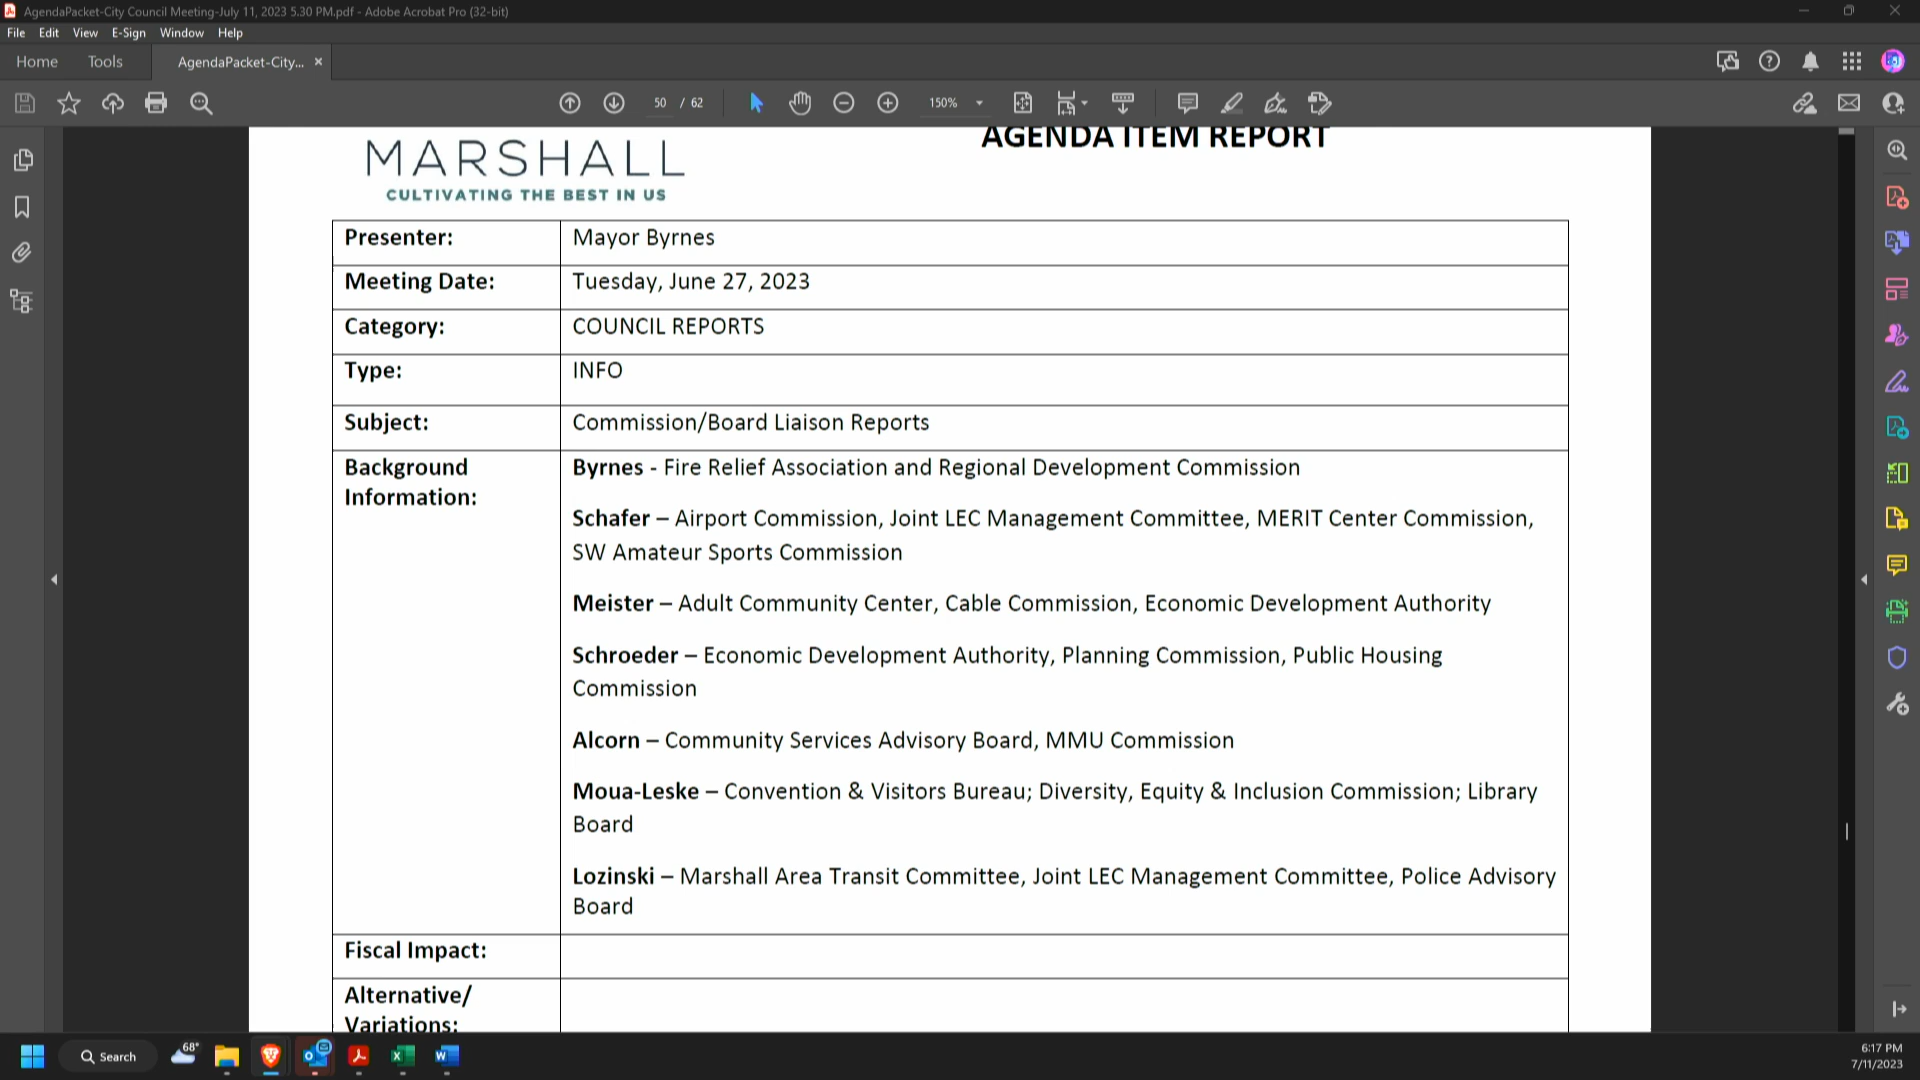 AgendaPacket-City Council Meeting-July 11, 2023 5.30 PM.pdf - Adobe Acrobat Pro (32-bit)
File Edit View E-Sign Window Help
Home Tools AgendaPacket-City... ×
50 / 62 150%
MARSHALL
CULTIVATING THE BEST IN US
AGENDA ITEM REPORT
Presenter: Mayor Byrnes
Meeting Date: Tuesday, June 27, 2023
Category: COUNCIL REPORTS
Type: INFO
Subject: Commission/Board Liaison Reports
Background Information:
Byrnes - Fire Relief Association and Regional Development Commission
Schafer – Airport Commission, Joint LEC Management Committee, MERIT Center Commission,
SW Amateur Sports Commission
Meister – Adult Community Center, Cable Commission, Economic Development Authority
Schroeder – Economic Development Authority, Planning Commission, Public Housing
Commission
Alcorn – Community Services Advisory Board, MMU Commission
Moua-Leske – Convention & Visitors Bureau; Diversity, Equity & Inclusion Commission; Library
Board
Lozinski – Marshall Area Transit Committee, Joint LEC Management Committee, Police Advisory
Board
Fiscal Impact:
Alternative/
Variations:
Search
68°
6:17 PM
7/11/2023